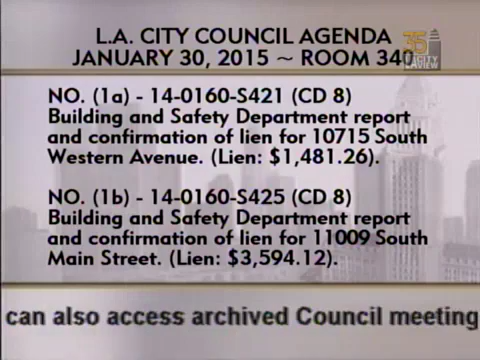 L.A. CITY COUNCIL AGENDA
JANUARY 30, 2015 ~ ROOM 340
35
CITY
VIEW
NO. (1a) - 14-0160-S421 (CD 8)
Building and Safety Department report
and confirmation of lien for 10715 South
Western Avenue. (Lien: $1,481.26).
NO. (1b) - 14-0160-S425 (CD 8)
Building and Safety Department report
and confirmation of lien for 11009 South
Main Street. (Lien: $3,594.12).
can also access archived Council meeting